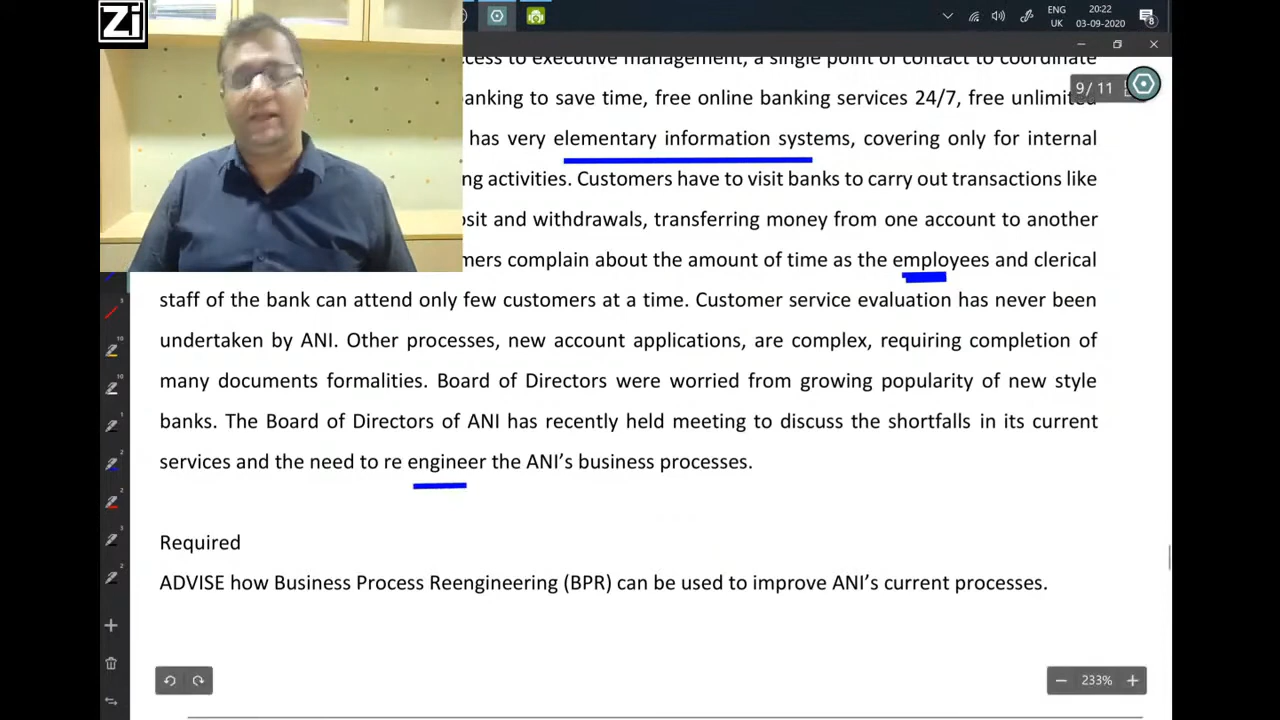 Zi
ENG
UK
20:22
03-09-2020
8
9/ 11
to executive management, a single point of contact to coordinate
banking to save time, free online banking services 24/7, free unlimited
has very elementary information systems, covering only for internal
activities. Customers have to visit banks to carry out transactions like
and withdrawals, transferring money from one account to another
complain about the amount of time as the employees and clerical
staff of the bank can attend only few customers at a time. Customer service evaluation has never been
undertaken by ANI. Other processes, new account applications, are complex, requiring completion of
many documents formalities. Board of Directors were worried from growing popularity of new style
banks. The Board of Directors of ANI has recently held meeting to discuss the shortfalls in its current
services and the need to re engineer the ANI’s business processes.
Required
ADVISE how Business Process Reengineering (BPR) can be used to improve ANI’s current processes.
233%